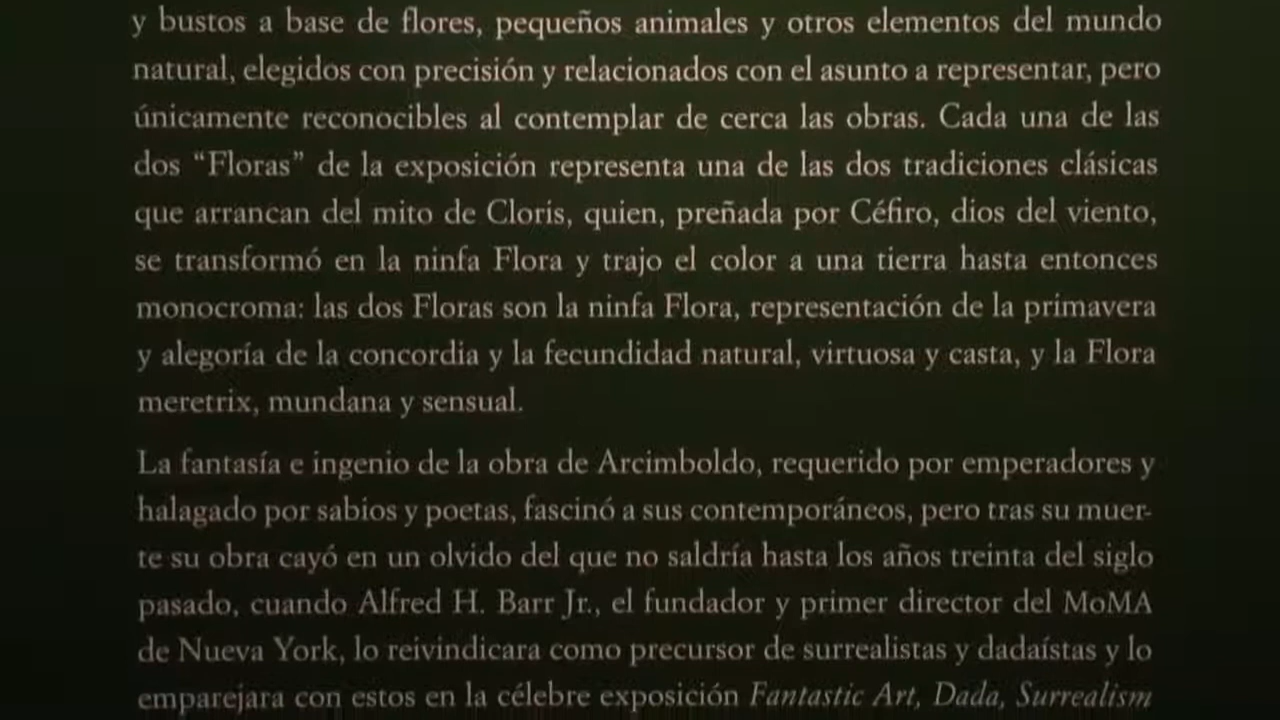 y bustos a base de flores, pequeños animales y otros elementos del mundo
natural, elegidos con precisión y relacionados con el asunto a representar, pero
únicamente reconocibles al contemplar de cerca las obras. Cada una de las
dos “Floras” de la exposición representa una de las dos tradiciones clásicas
que arrancan del mito de Cloris, quien, preñada por Céfiro, dios del viento,
se transformó en la ninfa Flora y trajo el color a una tierra hasta entonces
monocroma: las dos Floras son la ninfa Flora, representación de la primavera
y alegoría de la concordia y la fecundidad natural, virtuosa y casta, y la Flora
meretrix, mundana y sensual.
La fantasía e ingenio de la obra de Arcimboldo, requerido por emperadores y
halagado por sabios y poetas, fascinó a sus contemporáneos, pero tras su muer-
te su obra cayó en un olvido del que no saldría hasta los años treinta del siglo
pasado, cuando Alfred H. Barr Jr., el fundador y primer director del MoMA
de Nueva York, lo reivindicara como precursor de surrealistas y dadaístas y lo
emparejara con estos en la célebre exposición Fantastic Art, Dada, Surrealism